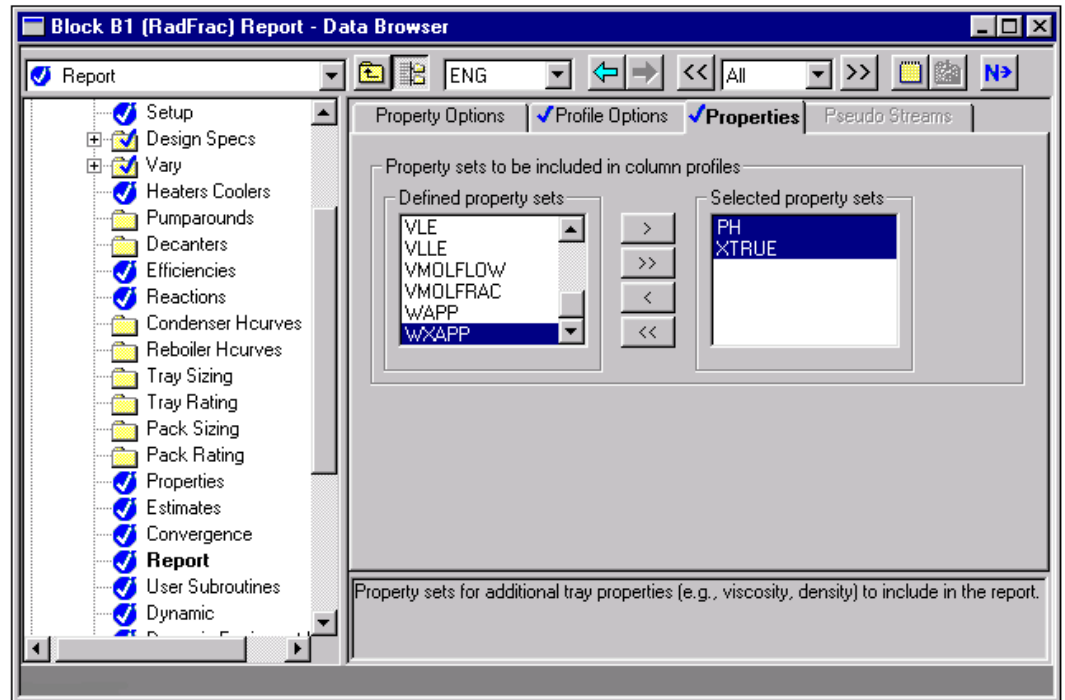 Block B1 (RadFrac) Report - Data Browser
Report
ENG
<< All >>
N
Setup
Design Specs
Vary
Heaters Coolers
Pumparounds
Decanters
Efficiencies
Reactions
Condenser Hcurves
Reboiler Hcurves
Tray Sizing
Tray Rating
Pack Sizing
Pack Rating
Properties
Estimates
Convergence
Report
User Subroutines
Dynamic
Property Options Profile Options Properties Pseudo Streams
Property sets to be included in column profiles
Defined property sets
VLE
VLLE
VMOLFLOW
VMOLFRAC
WAPP
WXAPP
>
>>
<
<<
Selected property sets
PH
XTRUE
Property sets for additional tray properties (e.g., viscosity, density) to include in the report.